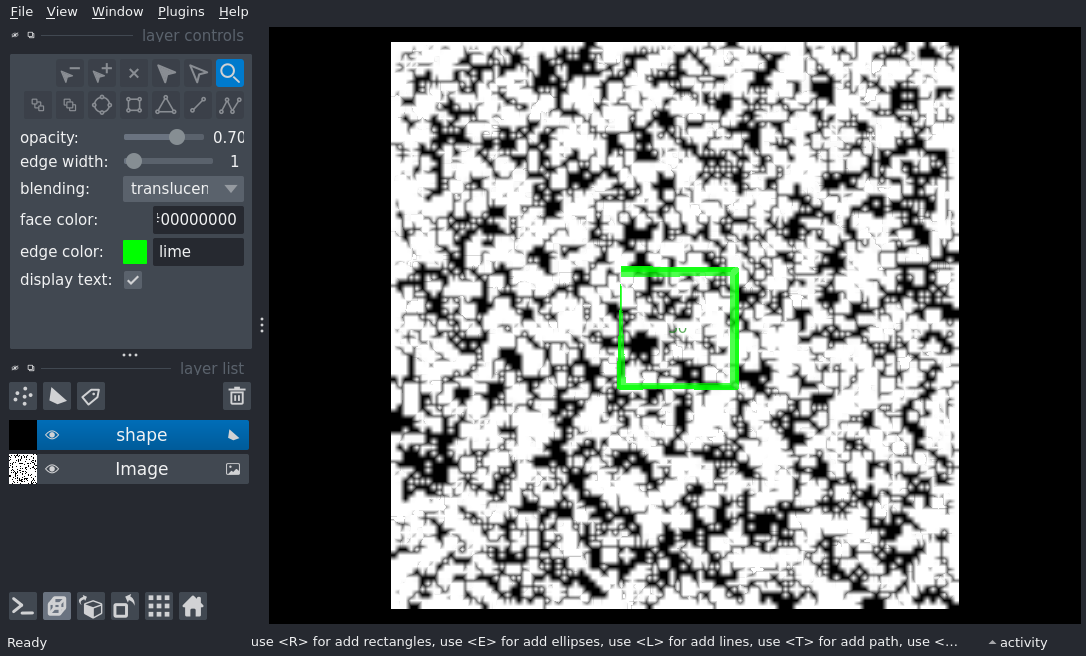 File View Window Plugins Help
layer controls
opacity: 0.70
edge width: 1
blending: translucen
face color: 00000000
edge color: lime
display text:
layer list
shape
Image
Ready use <R> for add rectangles, use <E> for add ellipses, use <L> for add lines, use <T> for add path, use <... activity